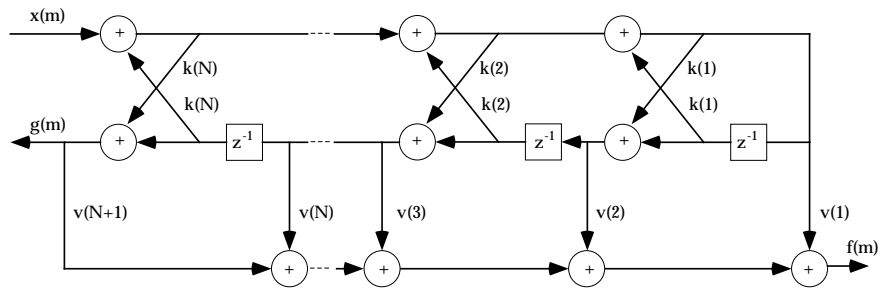 x(m)
+ --- + +
k(N) k(2) k(1)
k(N) k(2) k(1)
g(m)
+ z-1 --- + z-1 + z-1
v(N+1) v(N) v(3) v(2) v(1)
f(m)
+ --- + + +